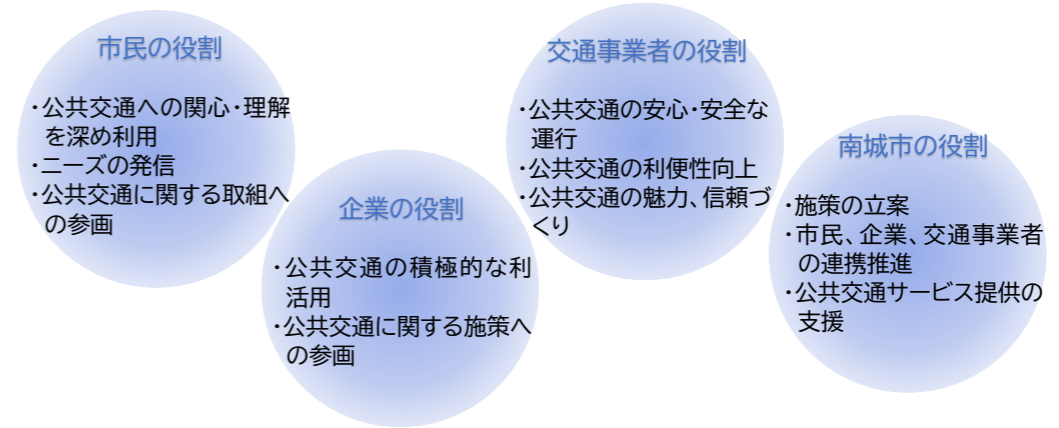 市民の役割
・公共交通への関心・理解
を深め利用
・ニーズの発信
・公共交通に関する取組へ
の参画
企業の役割
・公共交通の積極的な利
活用
・公共交通に関する施策へ
の参画
交通事業者の役割
・公共交通の安心・安全な
運行
・公共交通の利便性向上
・公共交通の魅力、信頼づ
くり
南城市の役割
・施策の立案
・市民、企業、交通事業者
の連携推進
・公共交通サービス提供の
支援